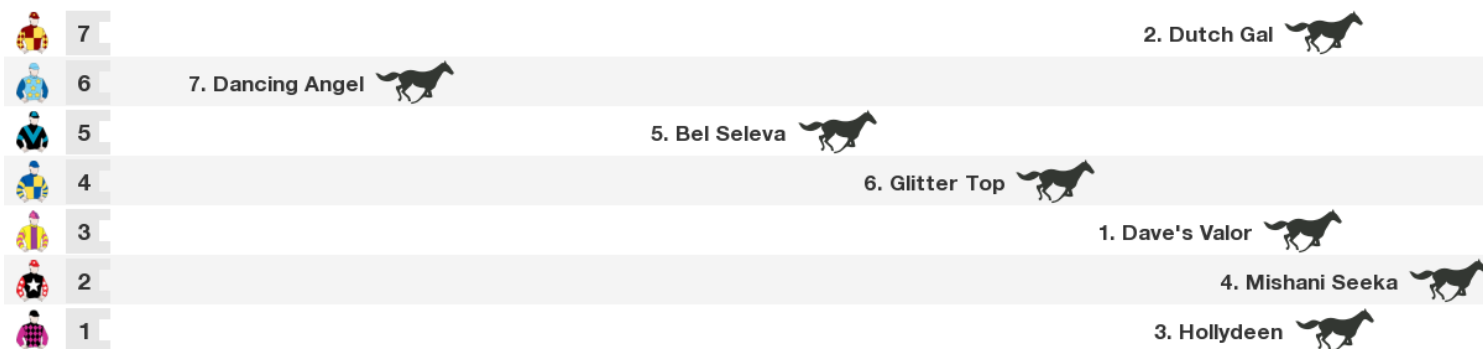 7 2. Dutch Gal
6 7. Dancing Angel
5 5. Bel Seleva
4 6. Glitter Top
3 1. Dave's Valor
2 4. Mishani Seeka
1 3. Hollydeen